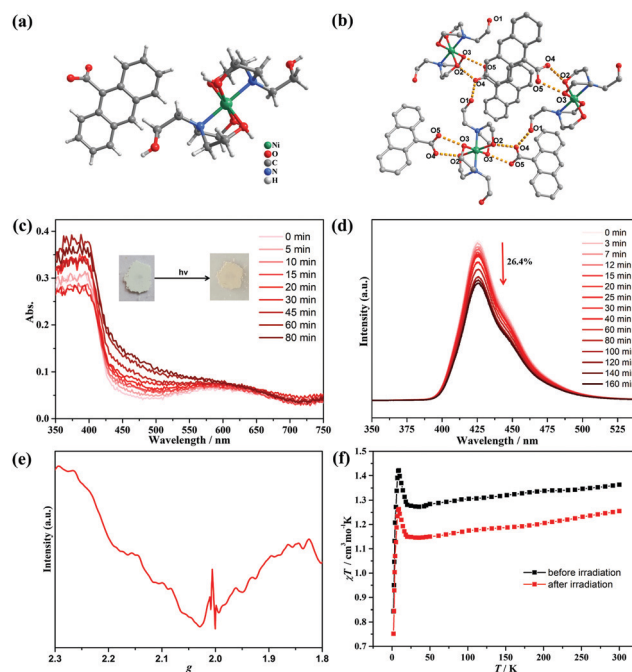 (a)
Ni
O
C
N
H
(b)
O1
O3
O5
O4
O2
O2
O4
O5
O3
O1
O1
O5
O3
O2
O4
O4
O2
O3
O5
(c)
Abs.
0.4
0.3
0.2
0.1
0.0
350 400 450 500 550 600 650 700 750
Wavelength / nm
hv
0 min
5 min
10 min
15 min
20 min
30 min
45 min
60 min
80 min
(d)
Intensity (a.u.)
350 400 450 500
Wavelength / nm
26.4%
0 min
3 min
7 min
12 min
15 min
20 min
25 min
30 min
40 min
60 min
80 min
100 min
120 min
140 min
160 min
(e)
Intensity (a.u.)
2.3 2.2 2.1 2.0 1.9 1.8
g
(f)
χT / cm³mo⁻K
1.5
1.4
1.3
1.2
1.1
1.0
0.9
0.8
0.7
0 50 100 150 200 250 300
T / K
before irradiation
after irradiation